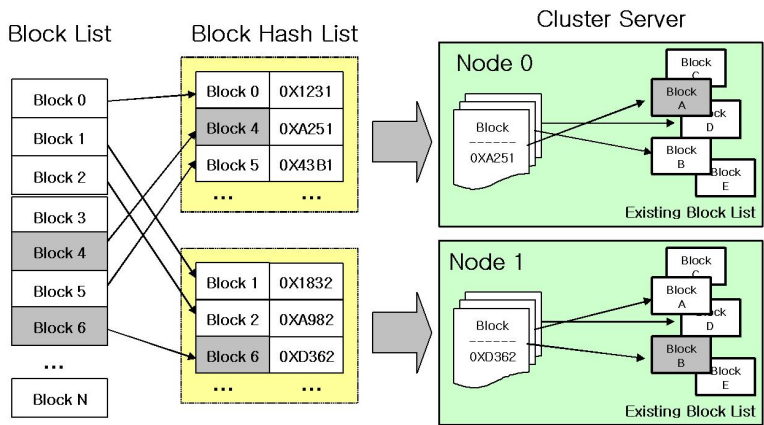 Block List
Block 0
Block 1
Block 2
Block 3
Block 4
Block 5
Block 6
...
Block N
Block Hash List
Block 0 0X1231
Block 4 0XA251
Block 5 0X43B1
... ...
Block 1 0X1832
Block 2 0XA982
Block 6 0XD362
... ...
Cluster Server
Node 0
Block
------
0XA251
Block
C
Block
A
Block
D
Block
B
Block
E
Existing Block List
Node 1
Block
------
0XD362
Block
C
Block
A
Block
D
Block
B
Block
E
Existing Block List